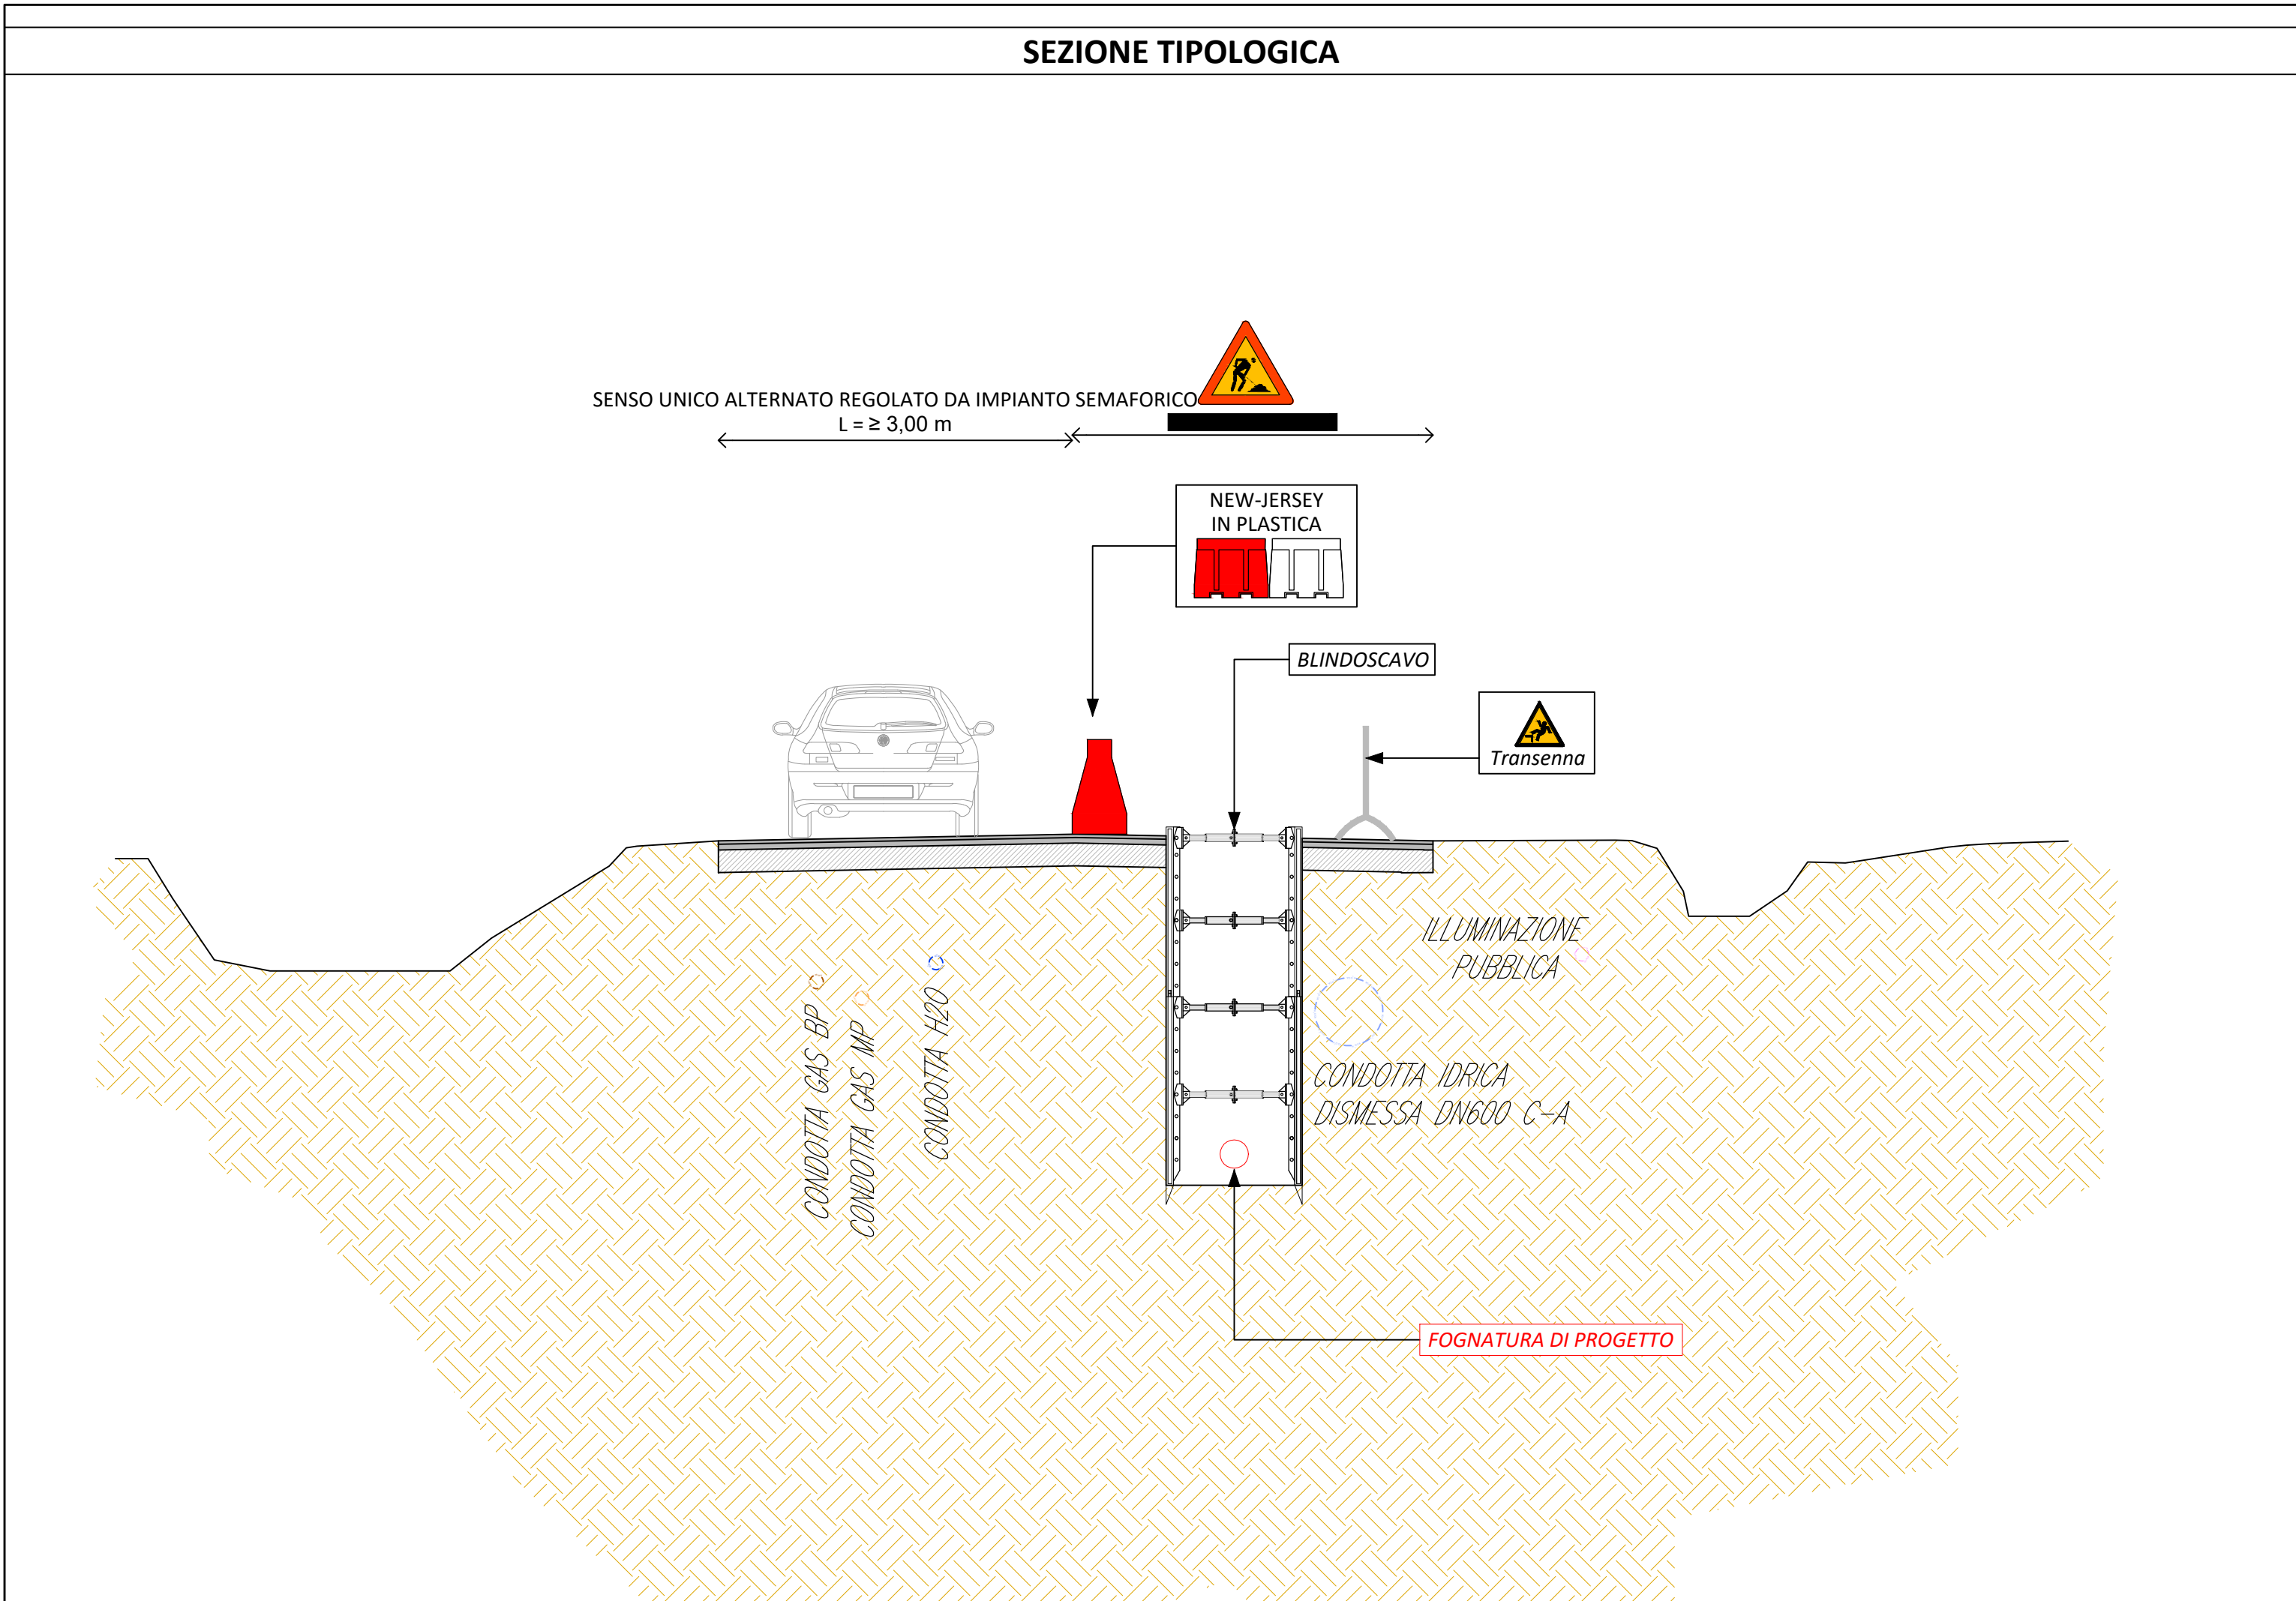 SEZIONE TIPOLOGICA
SENSO UNICO ALTERNATO REGOLATO DA IMPIANTO SEMAFORICO
L = ≥ 3,00 m
NEW-JERSEY
IN PLASTICA
BLINDOSCAVO
Transenna
ILLUMINAZIONE
PUBBLICA
CONDOTTA GAS BP
CONDOTTA GAS MP
CONDOTTA H20
CONDOTTA IDRICA
DISMESSA DN600 C-A
FOGNATURA DI PROGETTO